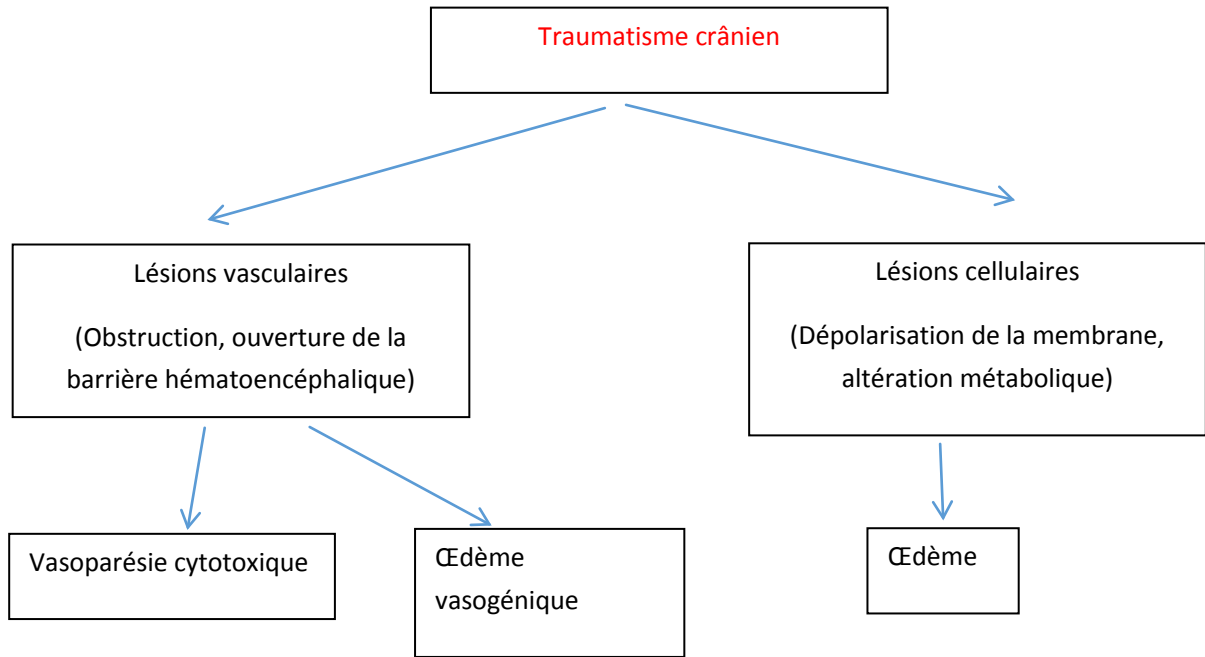 Traumatisme crânien
Lésions vasculaires
(Obstruction, ouverture de la
barrière hématoencéphalique)
Lésions cellulaires
(Dépolarisation de la membrane,
altération métabolique)
Vasoparésie cytotoxique
Œdème
vasogénique
Œdème